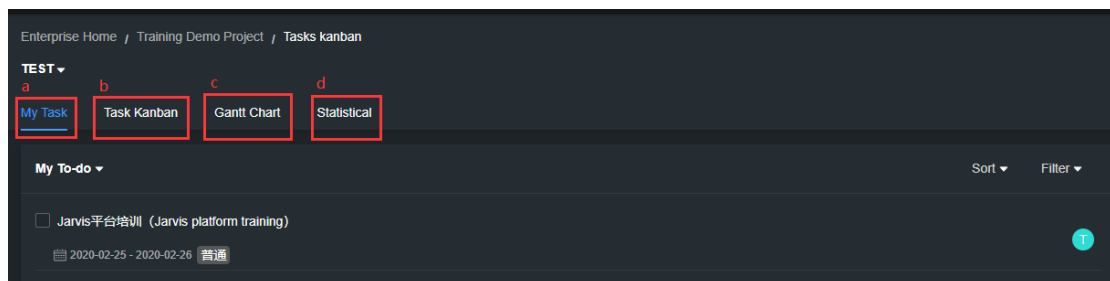 Enterprise Home / Training Demo Project / Tasks kanban
TEST
a b c d
My Task Task Kanban Gantt Chart Statistical
My To-do Sort Filter
Jarvis平台培训（Jarvis platform training）
2020-02-25 - 2020-02-26 普通
T